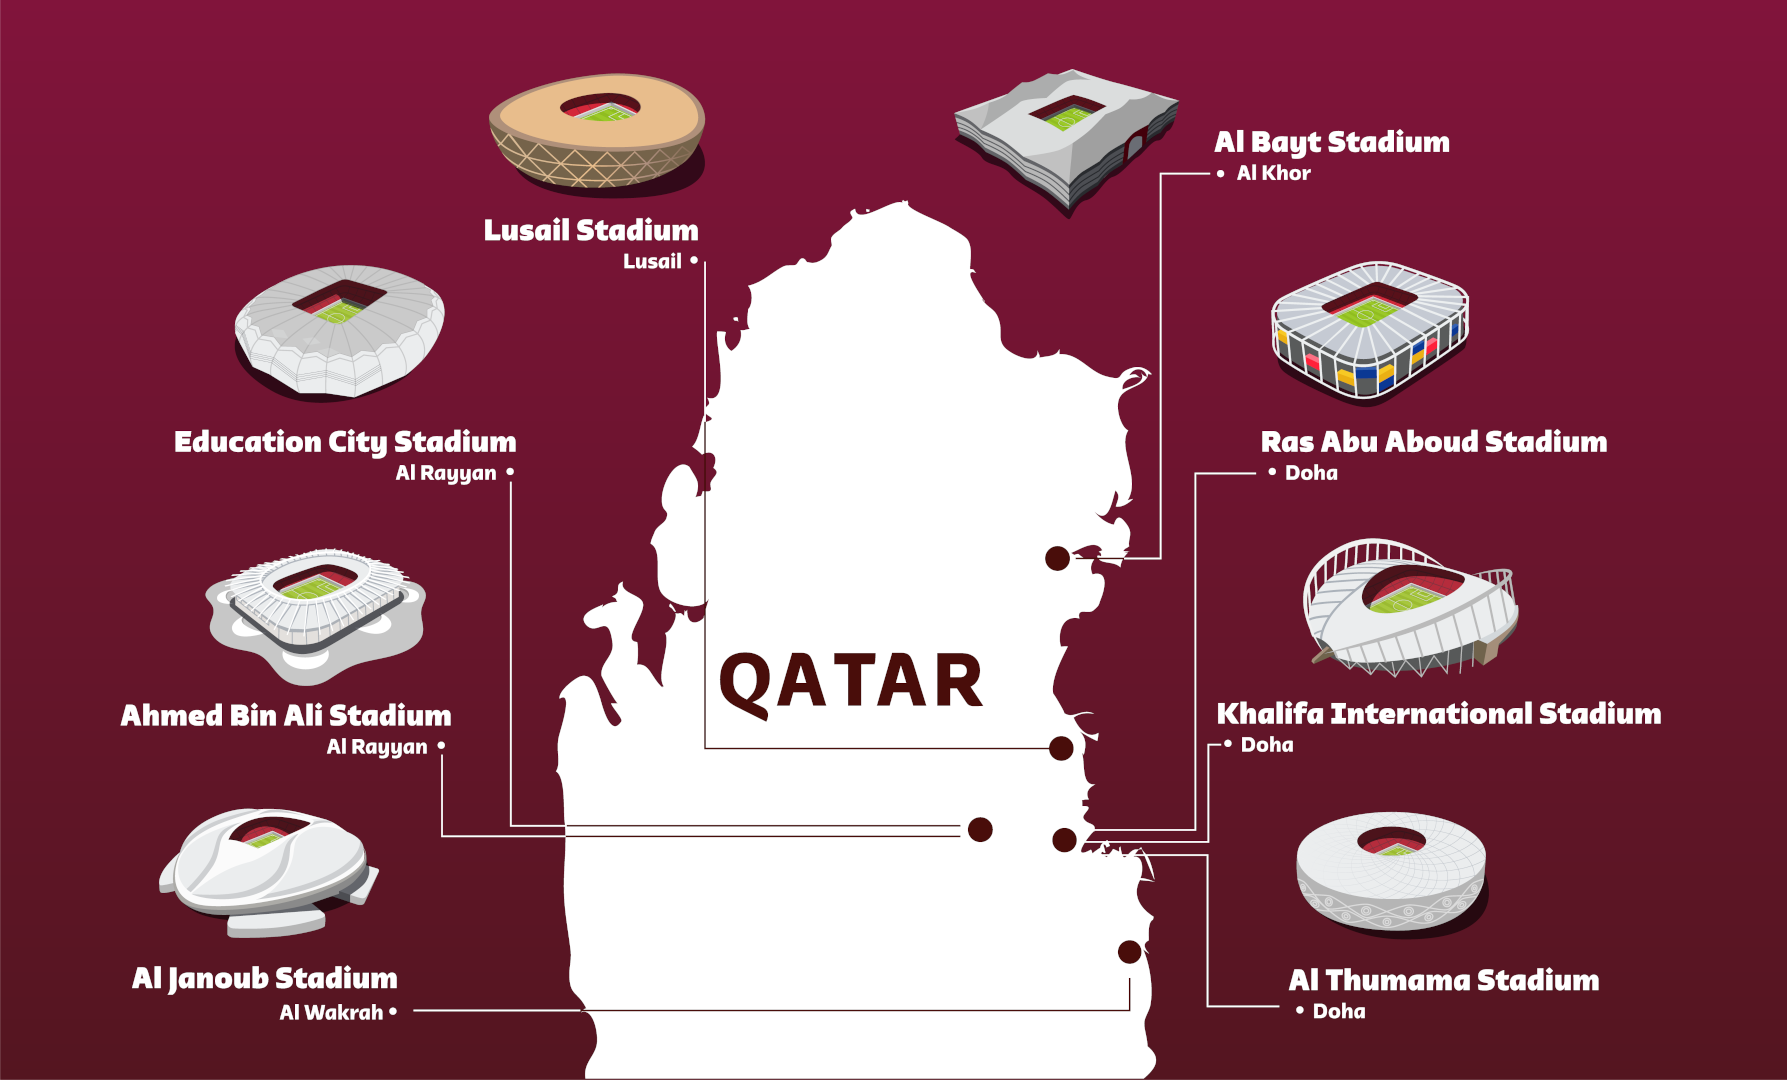 Lusail Stadium
Lusail •
Al Bayt Stadium
• Al Khor
Education City Stadium
Al Rayyan •
Ras Abu Aboud Stadium
• Doha
QATAR
Ahmed Bin Ali Stadium
Al Rayyan •
Khalifa International Stadium
• Doha
Al Janoub Stadium
Al Wakrah •
Al Thumama Stadium
• Doha